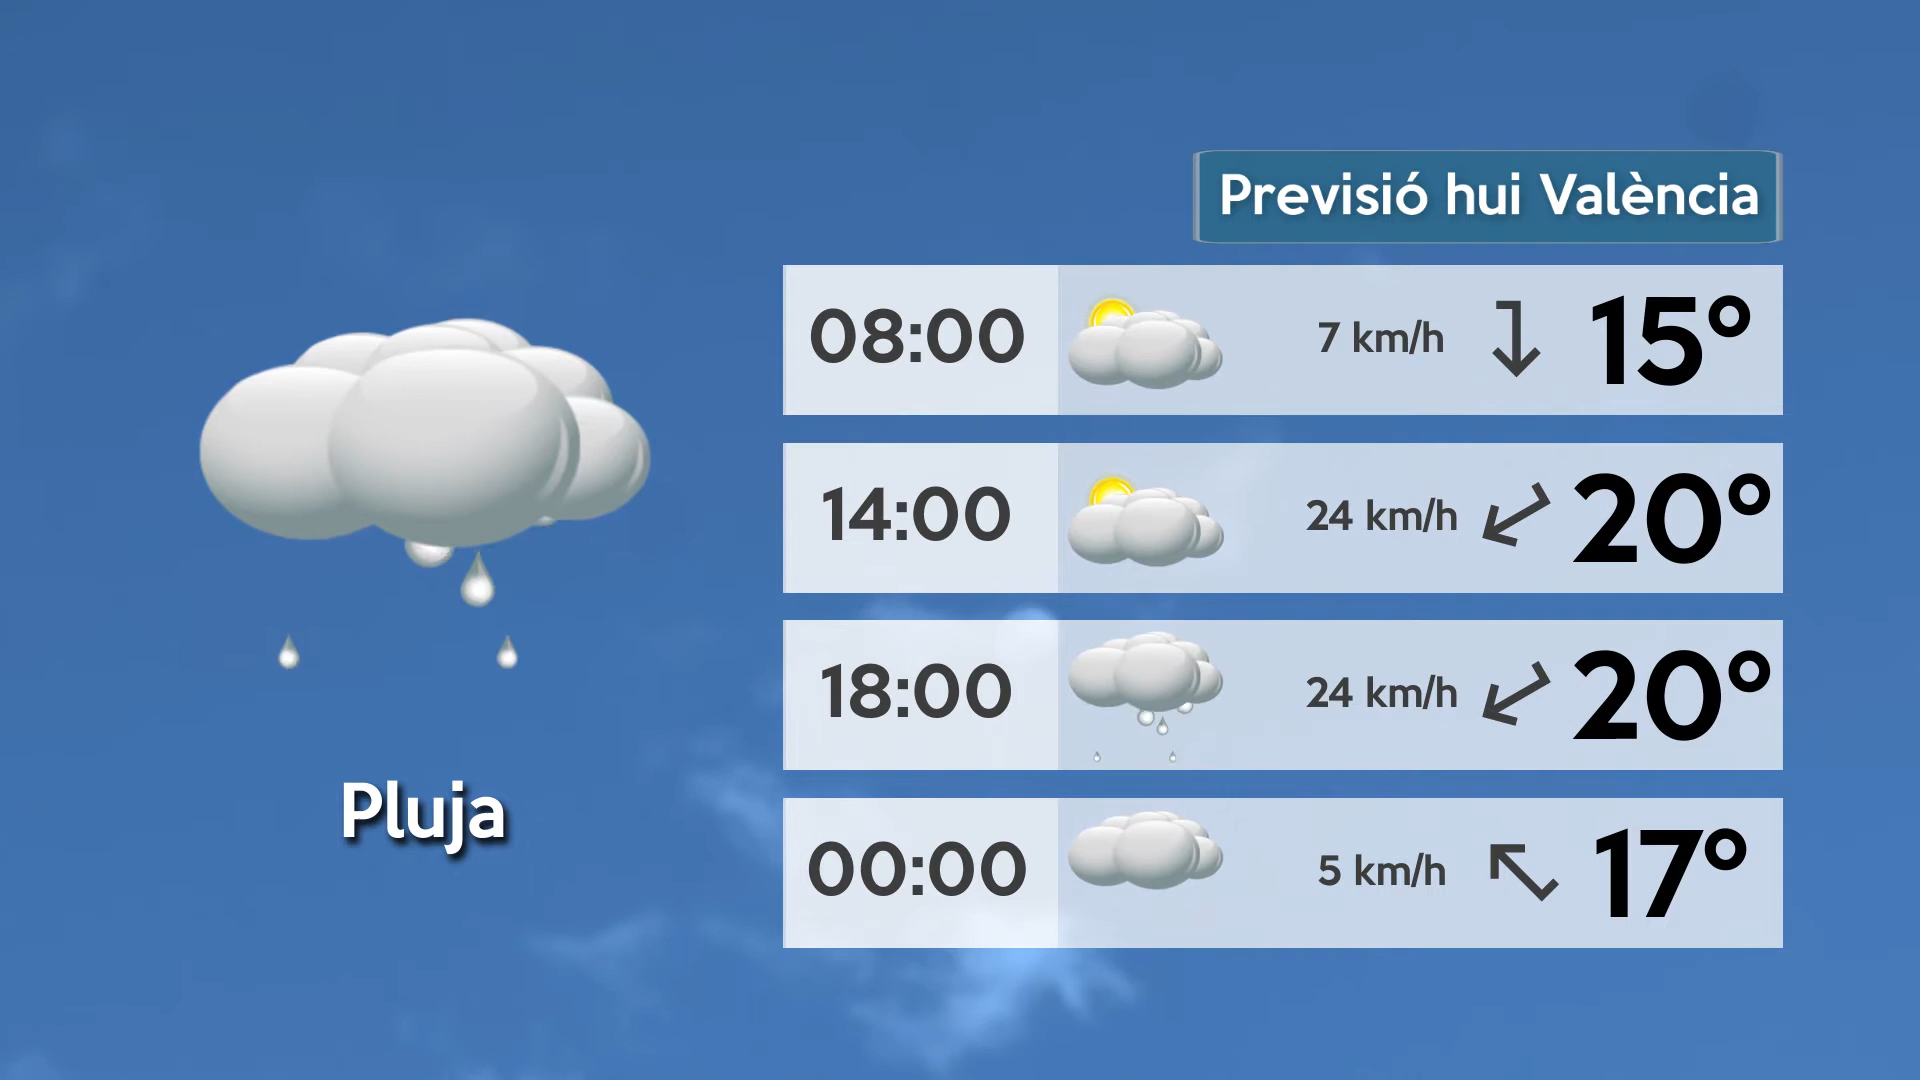 Previsió hui València
08:00 7 km/h 15°
14:00 24 km/h 20°
18:00 24 km/h 20°
00:00 5 km/h 17°
Pluja